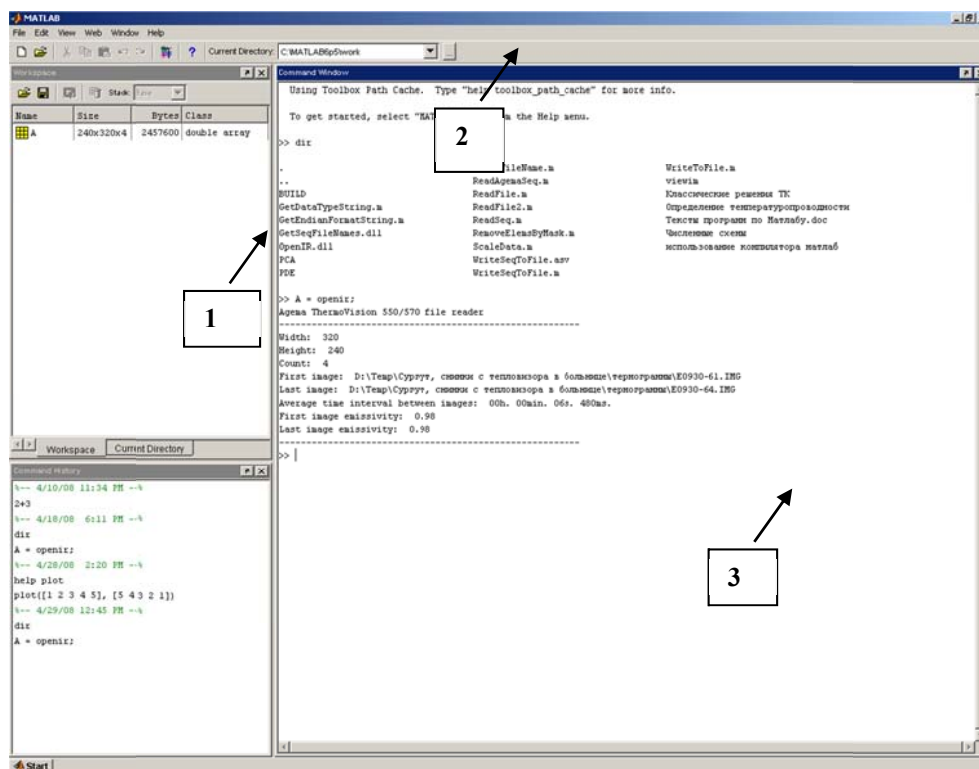 MATLAB
File Edit View Web Window Help
? Current Directory: C:\MATLAB6p5\work
Workspace
Stack: Base
Name Size Bytes Class
A 240x320x4 2457600 double array
Workspace Current Directory
Command History
%-- 4/10/08 11:34 PM --%
2+3
%-- 4/18/08 6:11 PM --%
dir
A = openir;
%-- 4/28/08 2:20 PM --%
help plot
plot([1 2 3 4 5], [5 4 3 2 1])
%-- 4/29/08 12:45 PM --%
dir
A = openir;
Command Window
Using Toolbox Path Cache. Type "help toolbox_path_cache" for more info.
To get started, select "MAT the Help menu.
>> dir
. ileName.m WriteToFile.m
.. ReadAgemaSeq.m viewim
BUILD ReadFile.m Классические решения ТК
GetDataTypeString.m ReadFile2.m Определение температуропроводности
GetEndianFormatString.m ReadSeq.m Тексты программ по Матлабу.doc
GetSeqFileNames.dll RemoveElemsByMask.m Численные схемы
OpenIR.dll ScaleData.m использование компилятора матлаб
PCA WriteSeqToFile.asv
PDE WriteSeqToFile.m
>> A = openir;
Agema ThermoVision 550/570 file reader
------------------------------------------------------------
Width: 320
Height: 240
Count: 4
First image: D:\Temp\Сургут, снимки с тепловизора в больнице\термограммы\E0930-61.IMG
Last image: D:\Temp\Сургут, снимки с тепловизора в больнице\термограммы\E0930-64.IMG
Average time interval between images: 00h. 00min. 06s. 480ms.
First image emissivity: 0.98
Last image emissivity: 0.98
------------------------------------------------------------
>>
1
2
3
Start